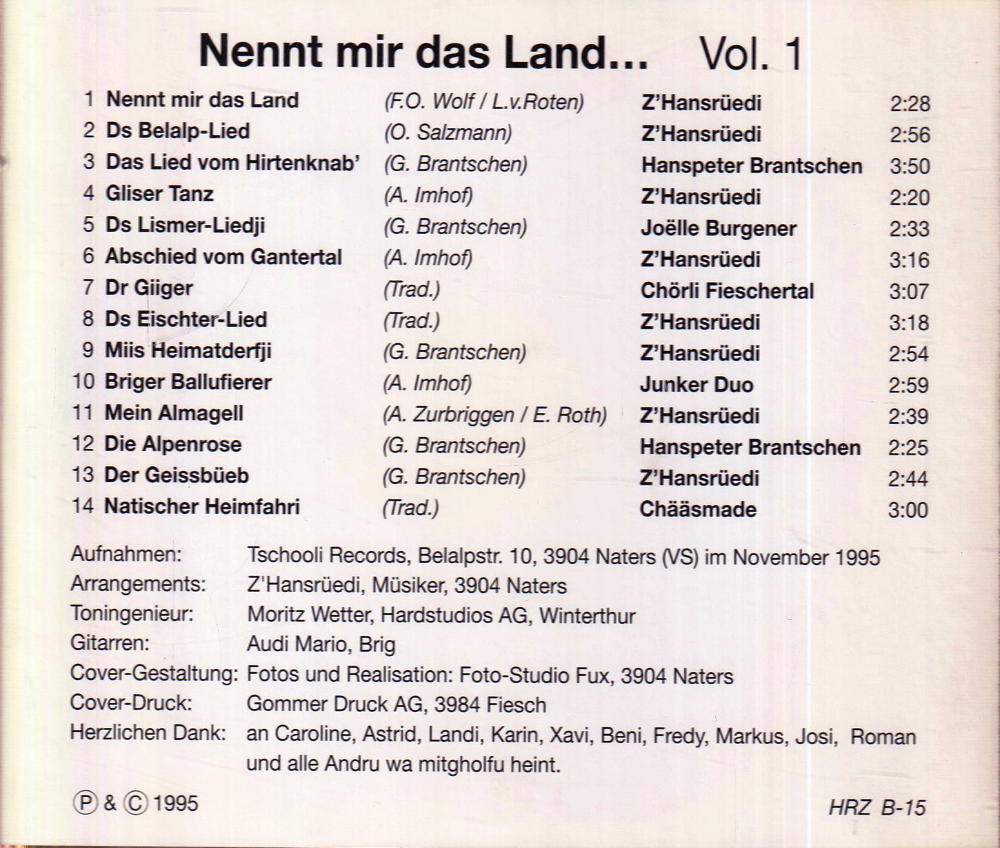 Nennt mir das Land... Vol. 1
1 Nennt mir das Land (F.O. Wolf / L.v.Roten) Z'Hansrüedi 2:28
2 Ds Belalp-Lied (O. Salzmann) Z'Hansrüedi 2:56
3 Das Lied vom Hirtenknab' (G. Brantschen) Hanspeter Brantschen 3:50
4 Gliser Tanz (A. Imhof) Z'Hansrüedi 2:20
5 Ds Lismer-Liedji (G. Brantschen) Joëlle Burgener 2:33
6 Abschied vom Gantertal (A. Imhof) Z'Hansrüedi 3:16
7 Dr Giiger (Trad.) Chörli Fieschertal 3:07
8 Ds Eischter-Lied (Trad.) Z'Hansrüedi 3:18
9 Miis Heimatderfji (G. Brantschen) Z'Hansrüedi 2:54
10 Briger Ballufierer (A. Imhof) Junker Duo 2:59
11 Mein Almagell (A. Zurbriggen / E. Roth) Z'Hansrüedi 2:39
12 Die Alpenrose (G. Brantschen) Hanspeter Brantschen 2:25
13 Der Geissbüeb (G. Brantschen) Z'Hansrüedi 2:44
14 Natischer Heimfahri (Trad.) Chääsmade 3:00
Aufnahmen: Tschooli Records, Belalpstr. 10, 3904 Naters (VS) im November 1995
Arrangements: Z'Hansrüedi, Müsiker, 3904 Naters
Toningenieur: Moritz Wetter, Hardstudios AG, Winterthur
Gitarren: Audi Mario, Brig
Cover-Gestaltung: Fotos und Realisation: Foto-Studio Fux, 3904 Naters
Cover-Druck: Gommer Druck AG, 3984 Fiesch
Herzlichen Dank: an Caroline, Astrid, Landi, Karin, Xavi, Beni, Fredy, Markus, Josi, Roman
und alle Andru wa mitgholfu heint.
Ⓟ & Ⓒ 1995 HRZ B-15